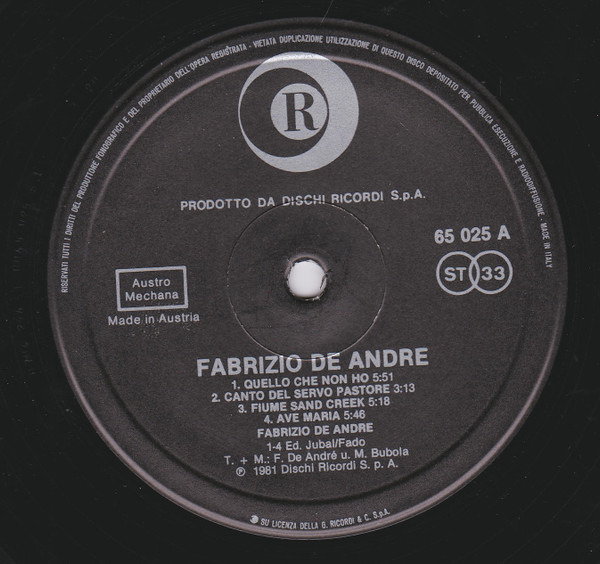 RISERVATI TUTTI I DIRITTI DEL PRODUTTORE FONOGRAFICO E DEL PROPRIETARIO DELL'OPERA REGISTRATA - VIETATA DUPLICAZIONE UTILIZZAZIONE DI QUESTO DISCO DEPOSITATO PER PUBBLICA ESECUZIONE E RADIODIFFUSIONE - MADE IN ITALY
R
PRODOTTO DA DISCHI RICORDI S.p.A.
65 025 A
ST 33
Austro
Mechana
Made in Austria
FABRIZIO DE ANDRE
1. QUELLO CHE NON HO 5:51
2. CANTO DEL SERVO PASTORE 3:13
3. FIUME SAND CREEK 5:18
4. AVE MARIA 5:46
FABRIZIO DE ANDRE
1-4 Ed. Jubal/Fado
T. + M.: F. De André u. M. Bubola
℗ 1981 Dischi Ricordi S. p. A.
SU LICENZA DELLA G. RICORDI & C. S.p.A.